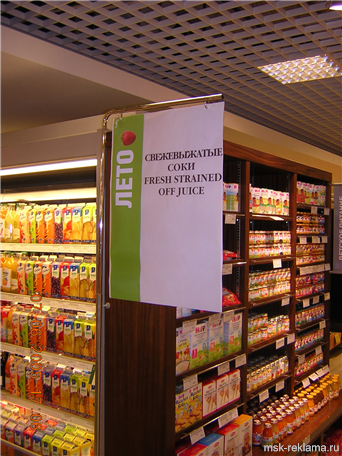 ЛЕТО
СВЕЖЕВЫЖАТЫЕ
СОКИ
FRESH STRAINED
OFF JUICE
msk-reklama.ru